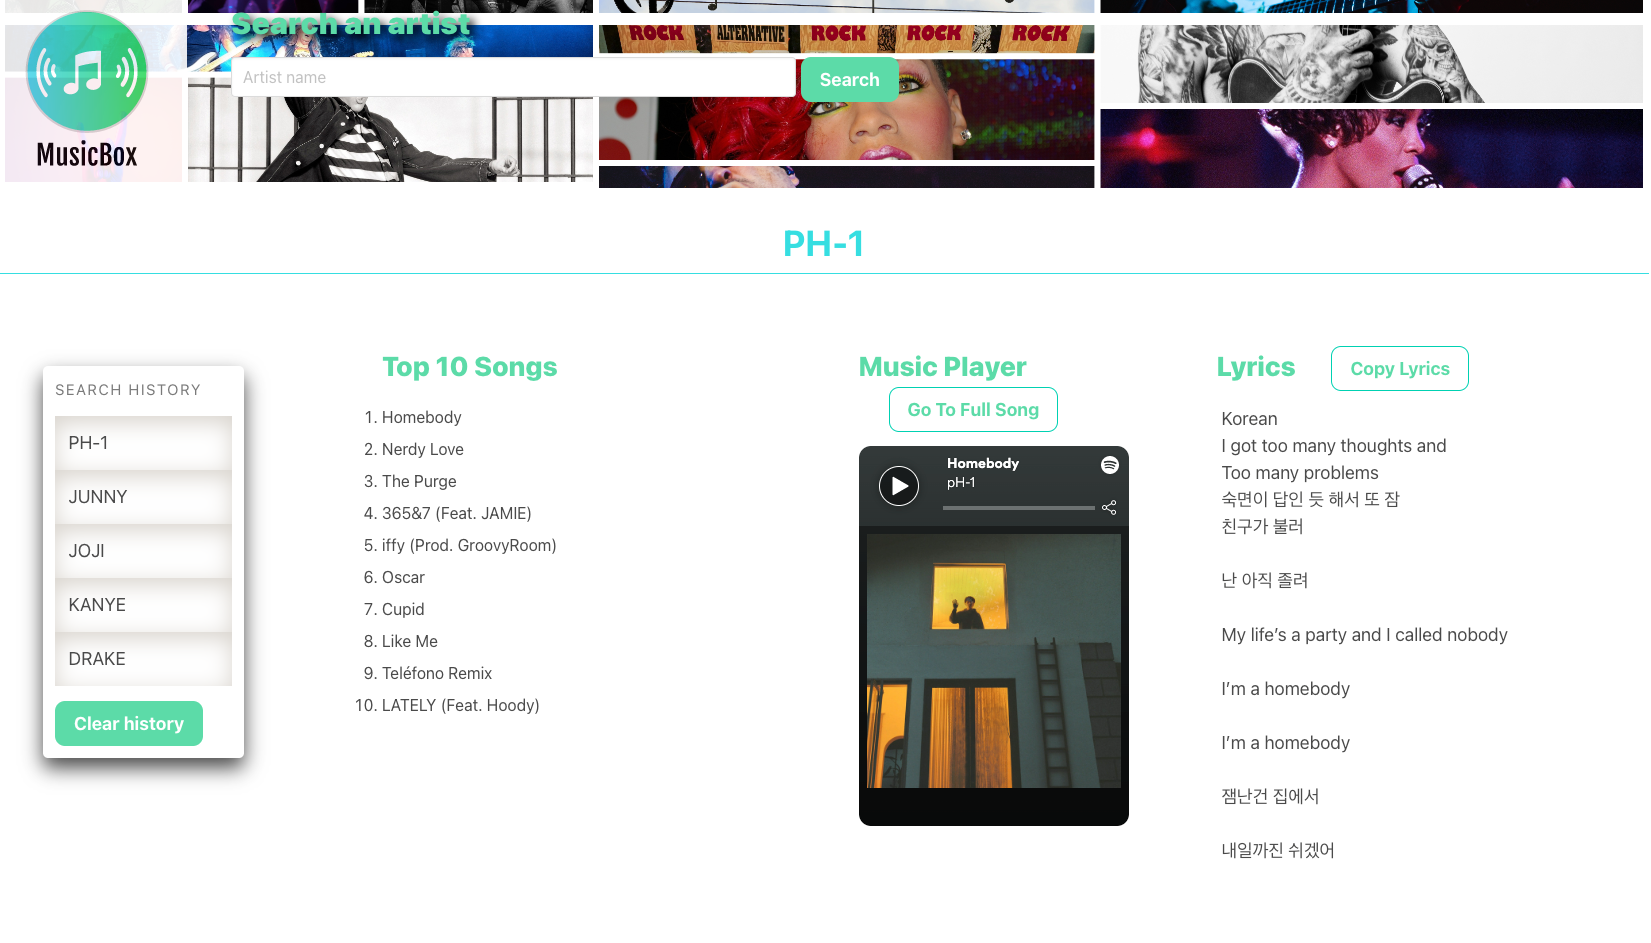 Search an artist
ROCK
ALTERNATIVE
ROCK
ROCK
ROCK
Artist name
Search
MusicBox
PH-1
SEARCH HISTORY
PH-1
JUNNY
JOJI
KANYE
DRAKE
Clear history
Top 10 Songs
1. Homebody
2. Nerdy Love
3. The Purge
4. 365&7 (Feat. JAMIE)
5. iffy (Prod. GroovyRoom)
6. Oscar
7. Cupid
8. Like Me
9. Teléfono Remix
10. LATELY (Feat. Hoody)
Music Player
Go To Full Song
Homebody
pH-1
Lyrics
Copy Lyrics
Korean
I got too many thoughts and
Too many problems
숙면이 답인 듯 해서 또 잠
친구가 불러
난 아직 졸려
My life’s a party and I called nobody
I’m a homebody
I’m a homebody
잼난건 집에서
내일까진 쉬겠어